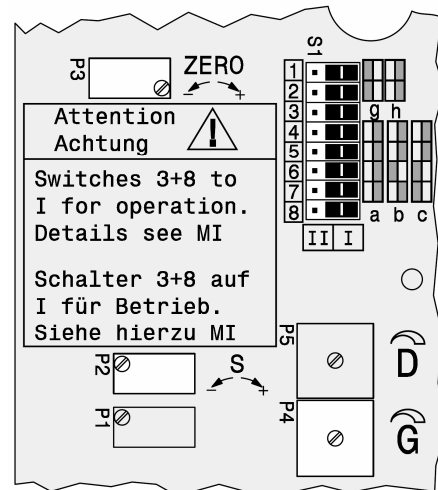 S1
P3
ZERO
- +
1
2
3
4
5
6
7
8
g h
a b c
II I
Attention
Achtung
!
Switches 3+8 to
I for operation.
Details see MI
Schalter 3+8 auf
I für Betrieb.
Siehe hierzu MI
P2
S
- +
P1
P5
D
P4
G